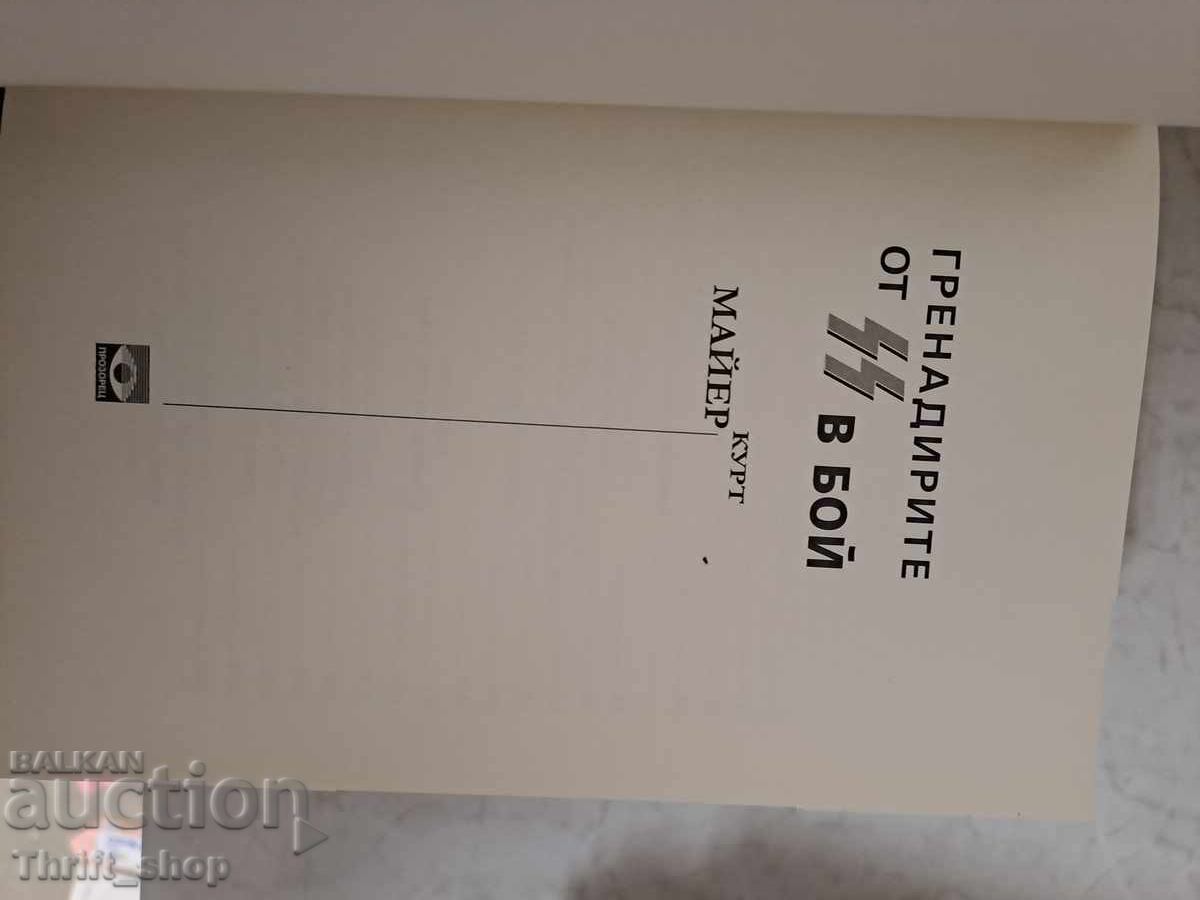 ГРЕНАДИРИТЕ
ОТ SS В БОЙ
КУРТ
МАЙЕР
ПРОЗОРЕЦ
BALKAN
auction
Thrift_shop